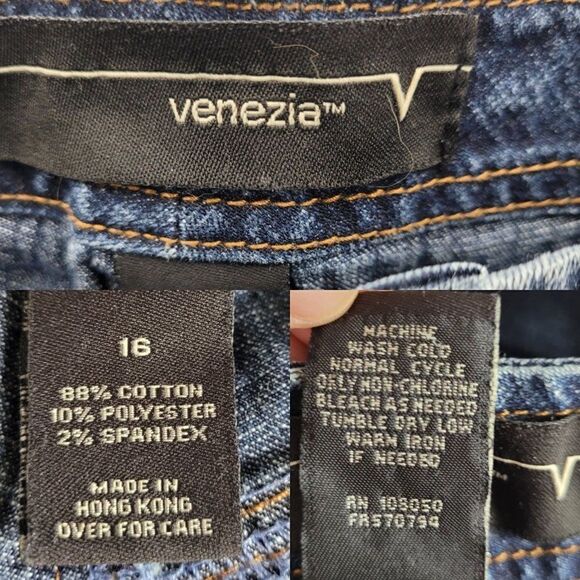 venezia™
16
88% COTTON
10% POLYESTER
2% SPANDEX
MADE IN
HONG KONG
OVER FOR CARE
MACHINE
WASH COLD
NORMAL CYCLE
ONLY NON-CHLORINE
BLEACH AS NEEDED
TUMBLE DRY LOW
WARM IRON
IF NEEDED
RN 103050
FR570794